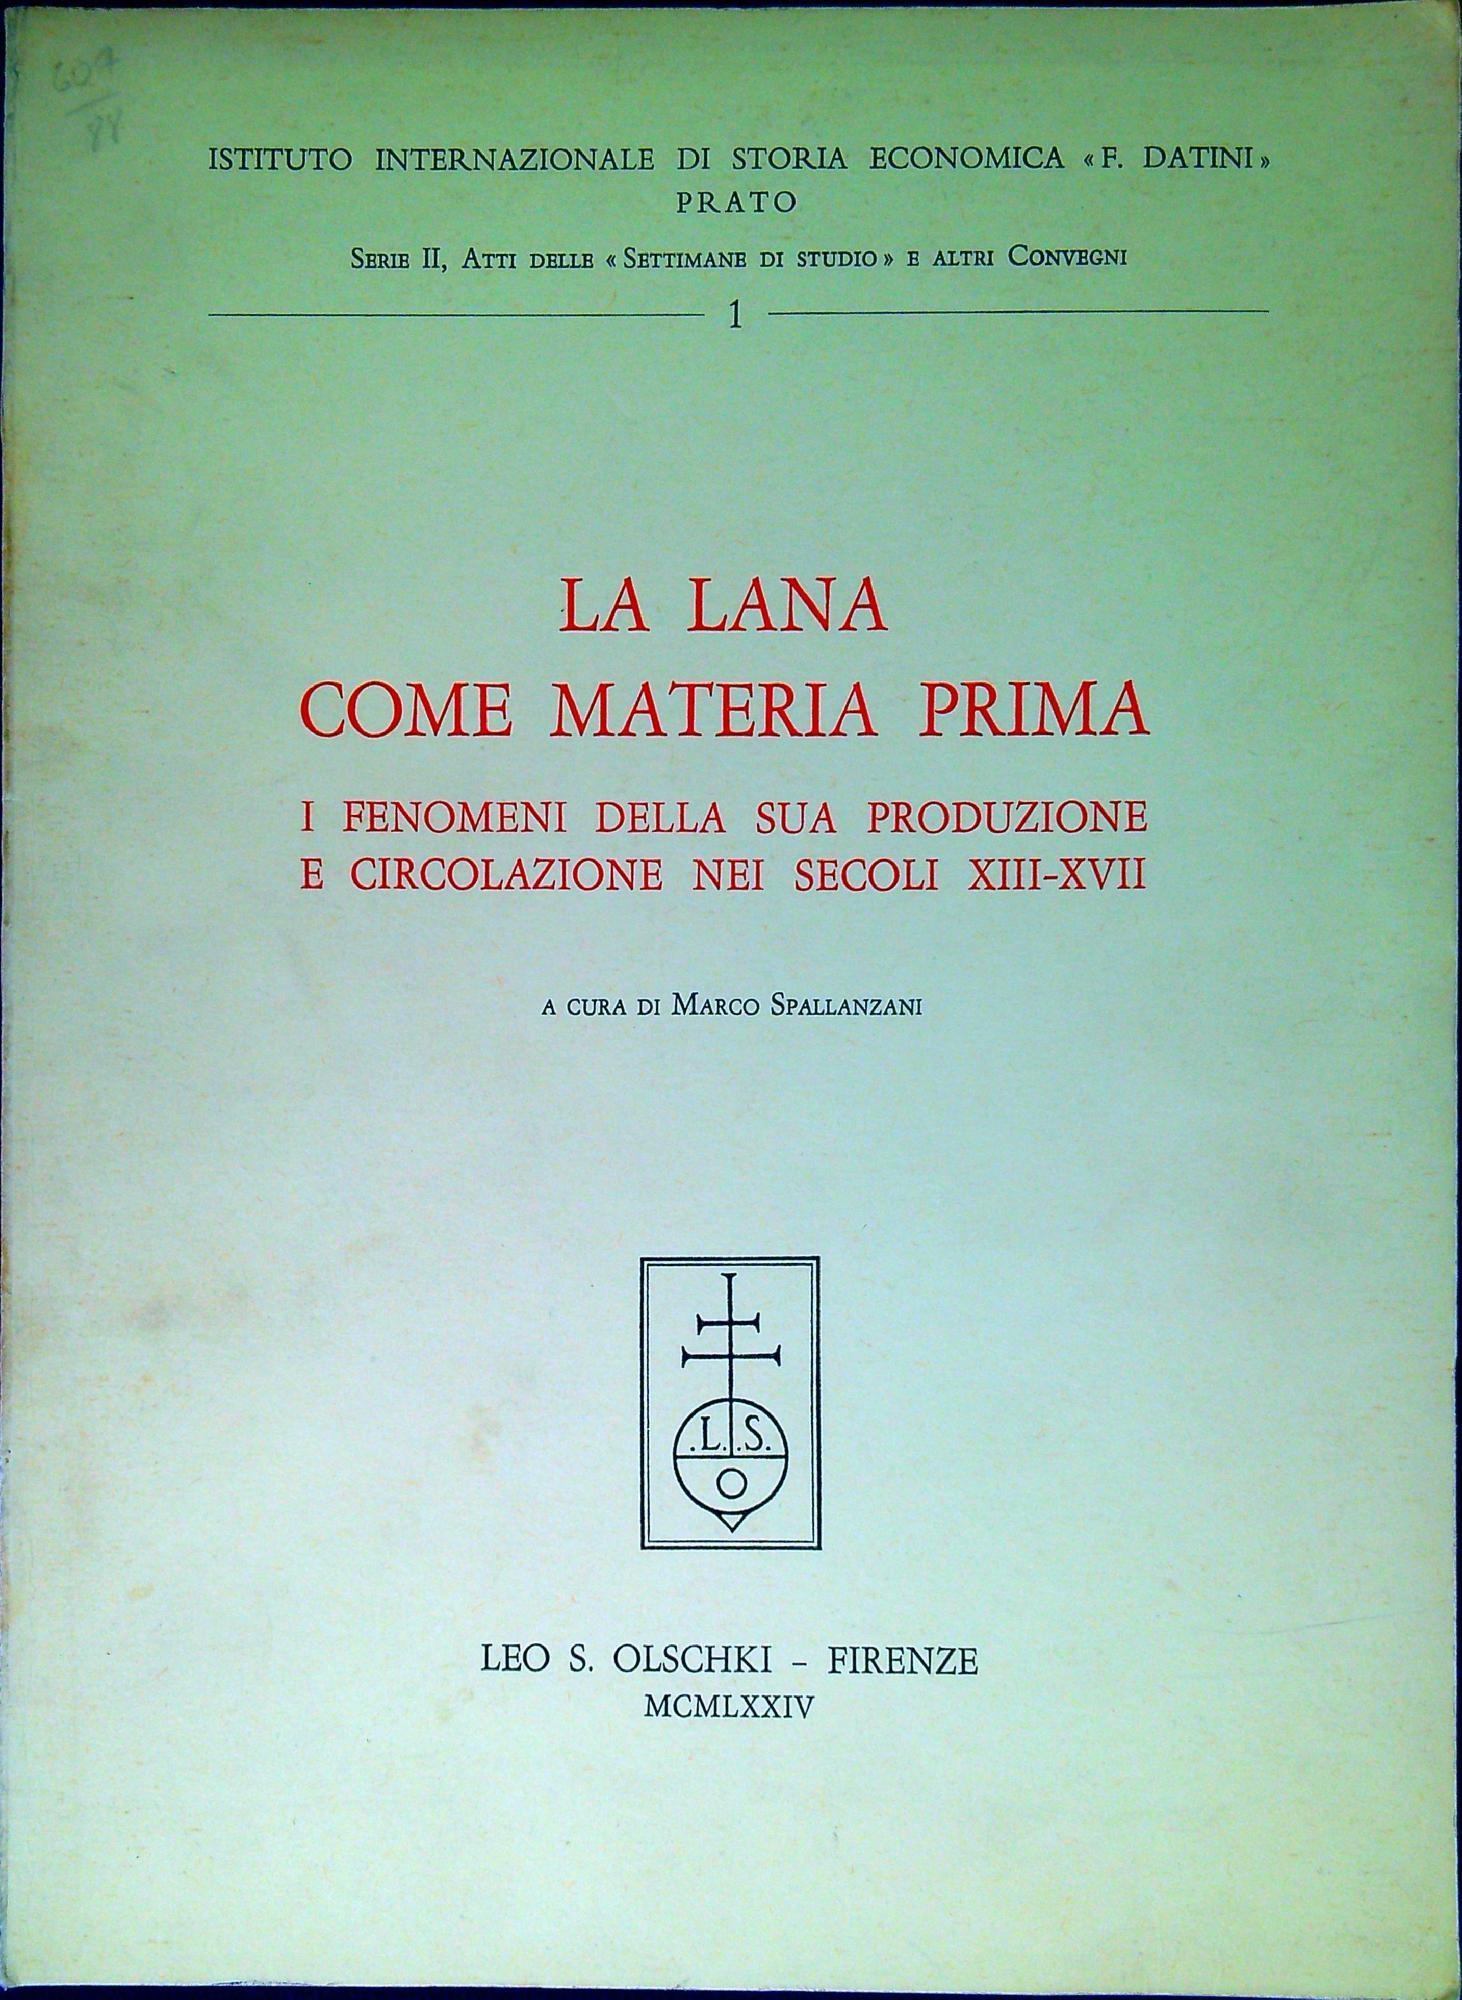 ISTITUTO INTERNAZIONALE DI STORIA ECONOMICA «F. DATINI»
PRATO
SERIE II, ATTI DELLE «SETTIMANE DI STUDIO» E ALTRI CONVEGNI
1
LA LANA
COME MATERIA PRIMA
I FENOMENI DELLA SUA PRODUZIONE
E CIRCOLAZIONE NEI SECOLI XIII-XVII
A CURA DI MARCO SPALLANZANI
.L.S.
LEO S. OLSCHKI – FIRENZE
MCMLXXIV